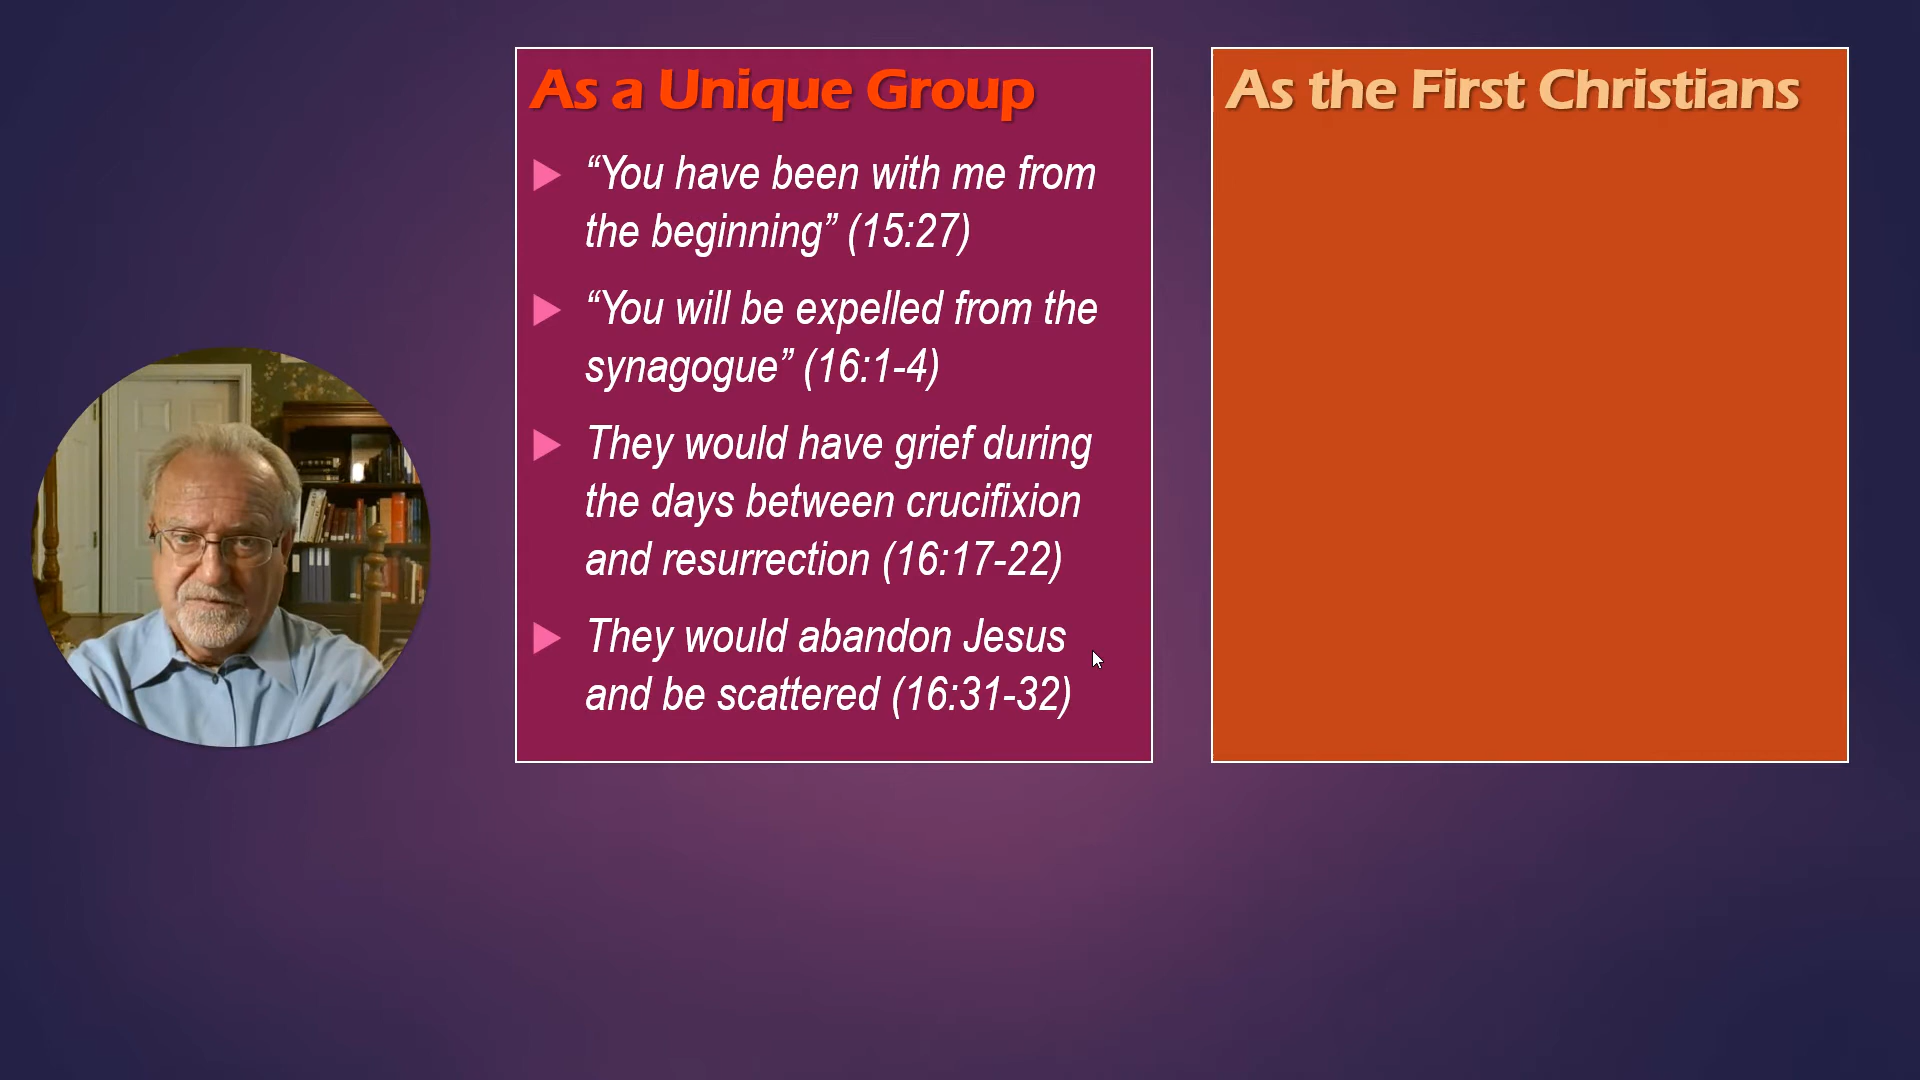 As a Unique Group
“You have been with me from
the beginning” (15:27)
“You will be expelled from the
synagogue” (16:1-4)
They would have grief during
the days between crucifixion
and resurrection (16:17-22)
They would abandon Jesus
and be scattered (16:31-32)
As the First Christians